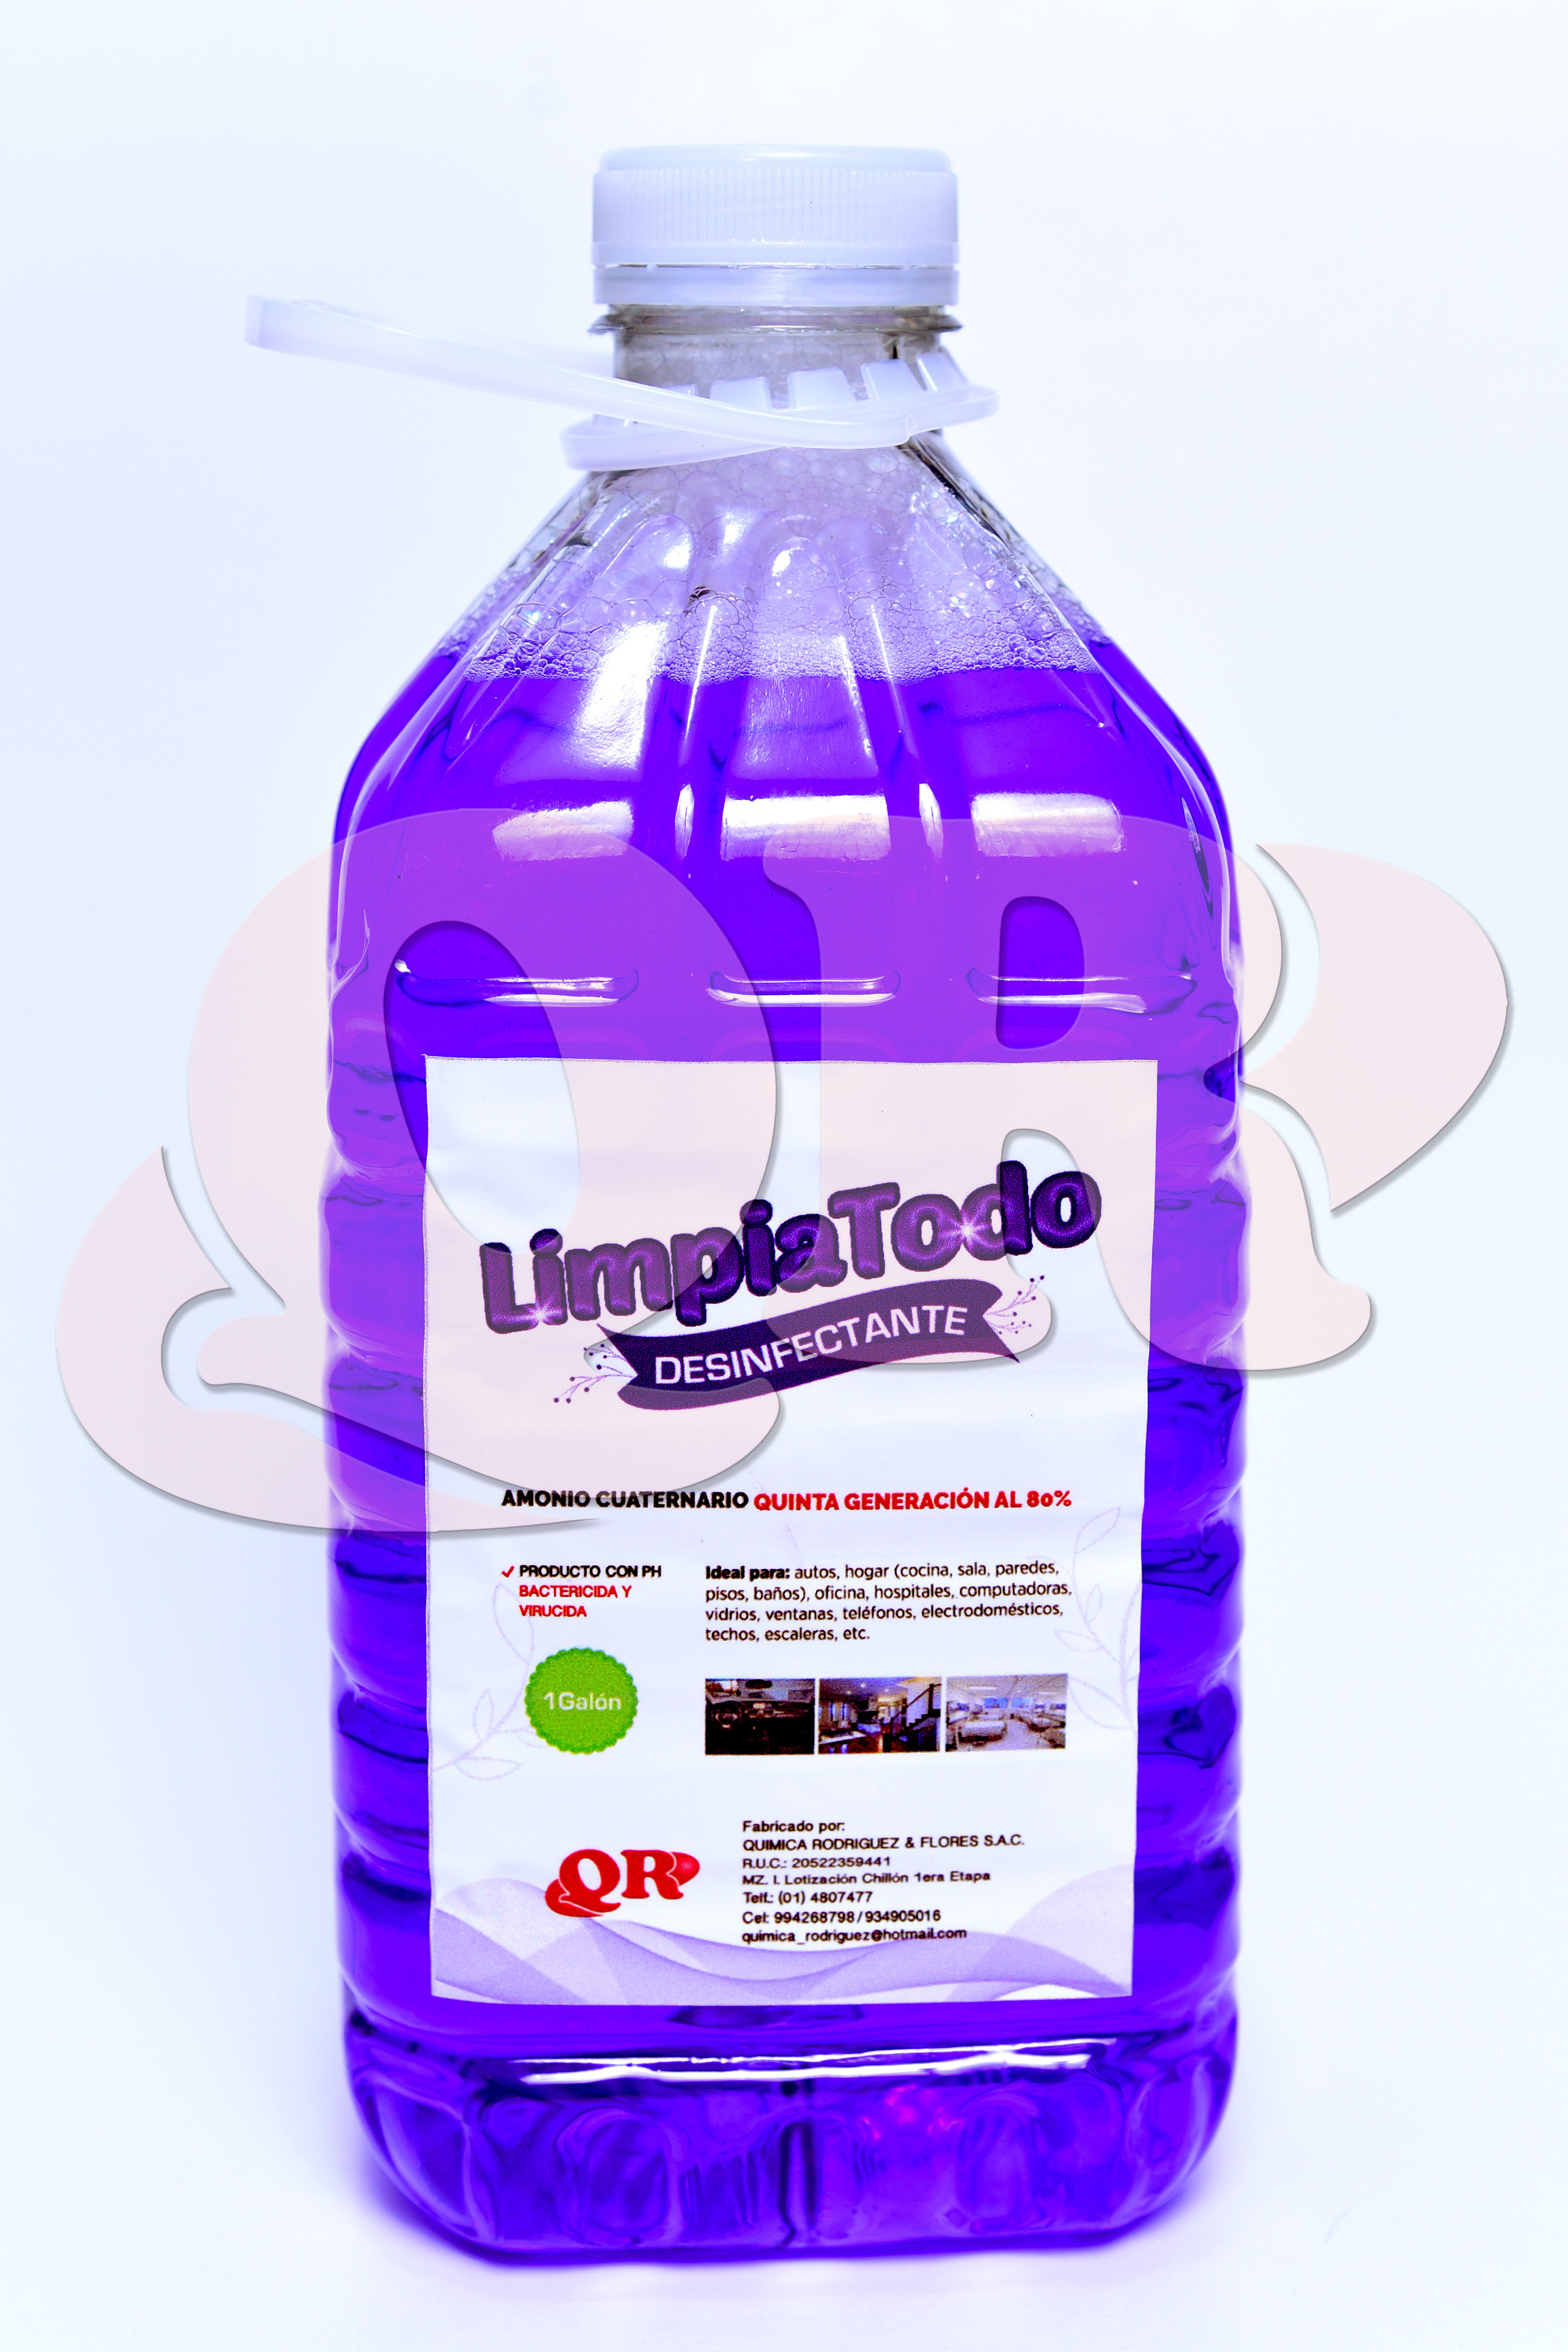 QR
LimpiaTodo
DESINFECTANTE
AMONIO CUATERNARIO QUINTA GENERACIÓN AL 80%
✓ PRODUCTO CON PH
BACTERICIDA Y
VIRUCIDA
Ideal para: autos, hogar (cocina, sala, paredes,
pisos, baños), oficina, hospitales, computadoras,
vidrios, ventanas, teléfonos, electrodomésticos,
techos, escaleras, etc.
1Galón
QR
Fabricado por:
QUIMICA RODRIGUEZ & FLORES S.A.C.
R.U.C.: 20522359441
MZ. I. Lotización Chillón 1era Etapa
Telf.: (01) 4807477
Cel: 994268798/934905016
quimica_rodriguez@hotmail.com